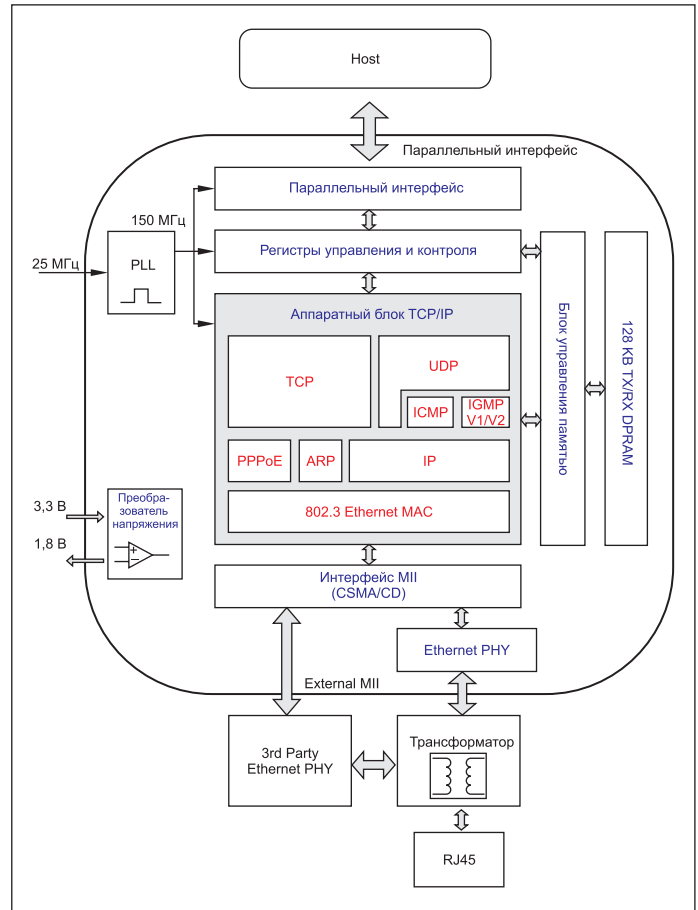 Host
Параллельный интерфейс
Параллельный интерфейс
150 МГц
Регистры управления и контроля
25 МГц
PLL
Аппаратный блок TCP/IP
TCP
UDP
ICMP
IGMP
V1/V2
PPPoE
ARP
IP
802.3 Ethernet MAC
Блок управления памятью
128 KB TX/RX DPRAM
3,3 В
1,8 В
Преобра-
зователь
напряжения
Интерфейс MII
(CSMA/CD)
Ethernet PHY
External MII
3rd Party
Ethernet PHY
Трансформатор
RJ45